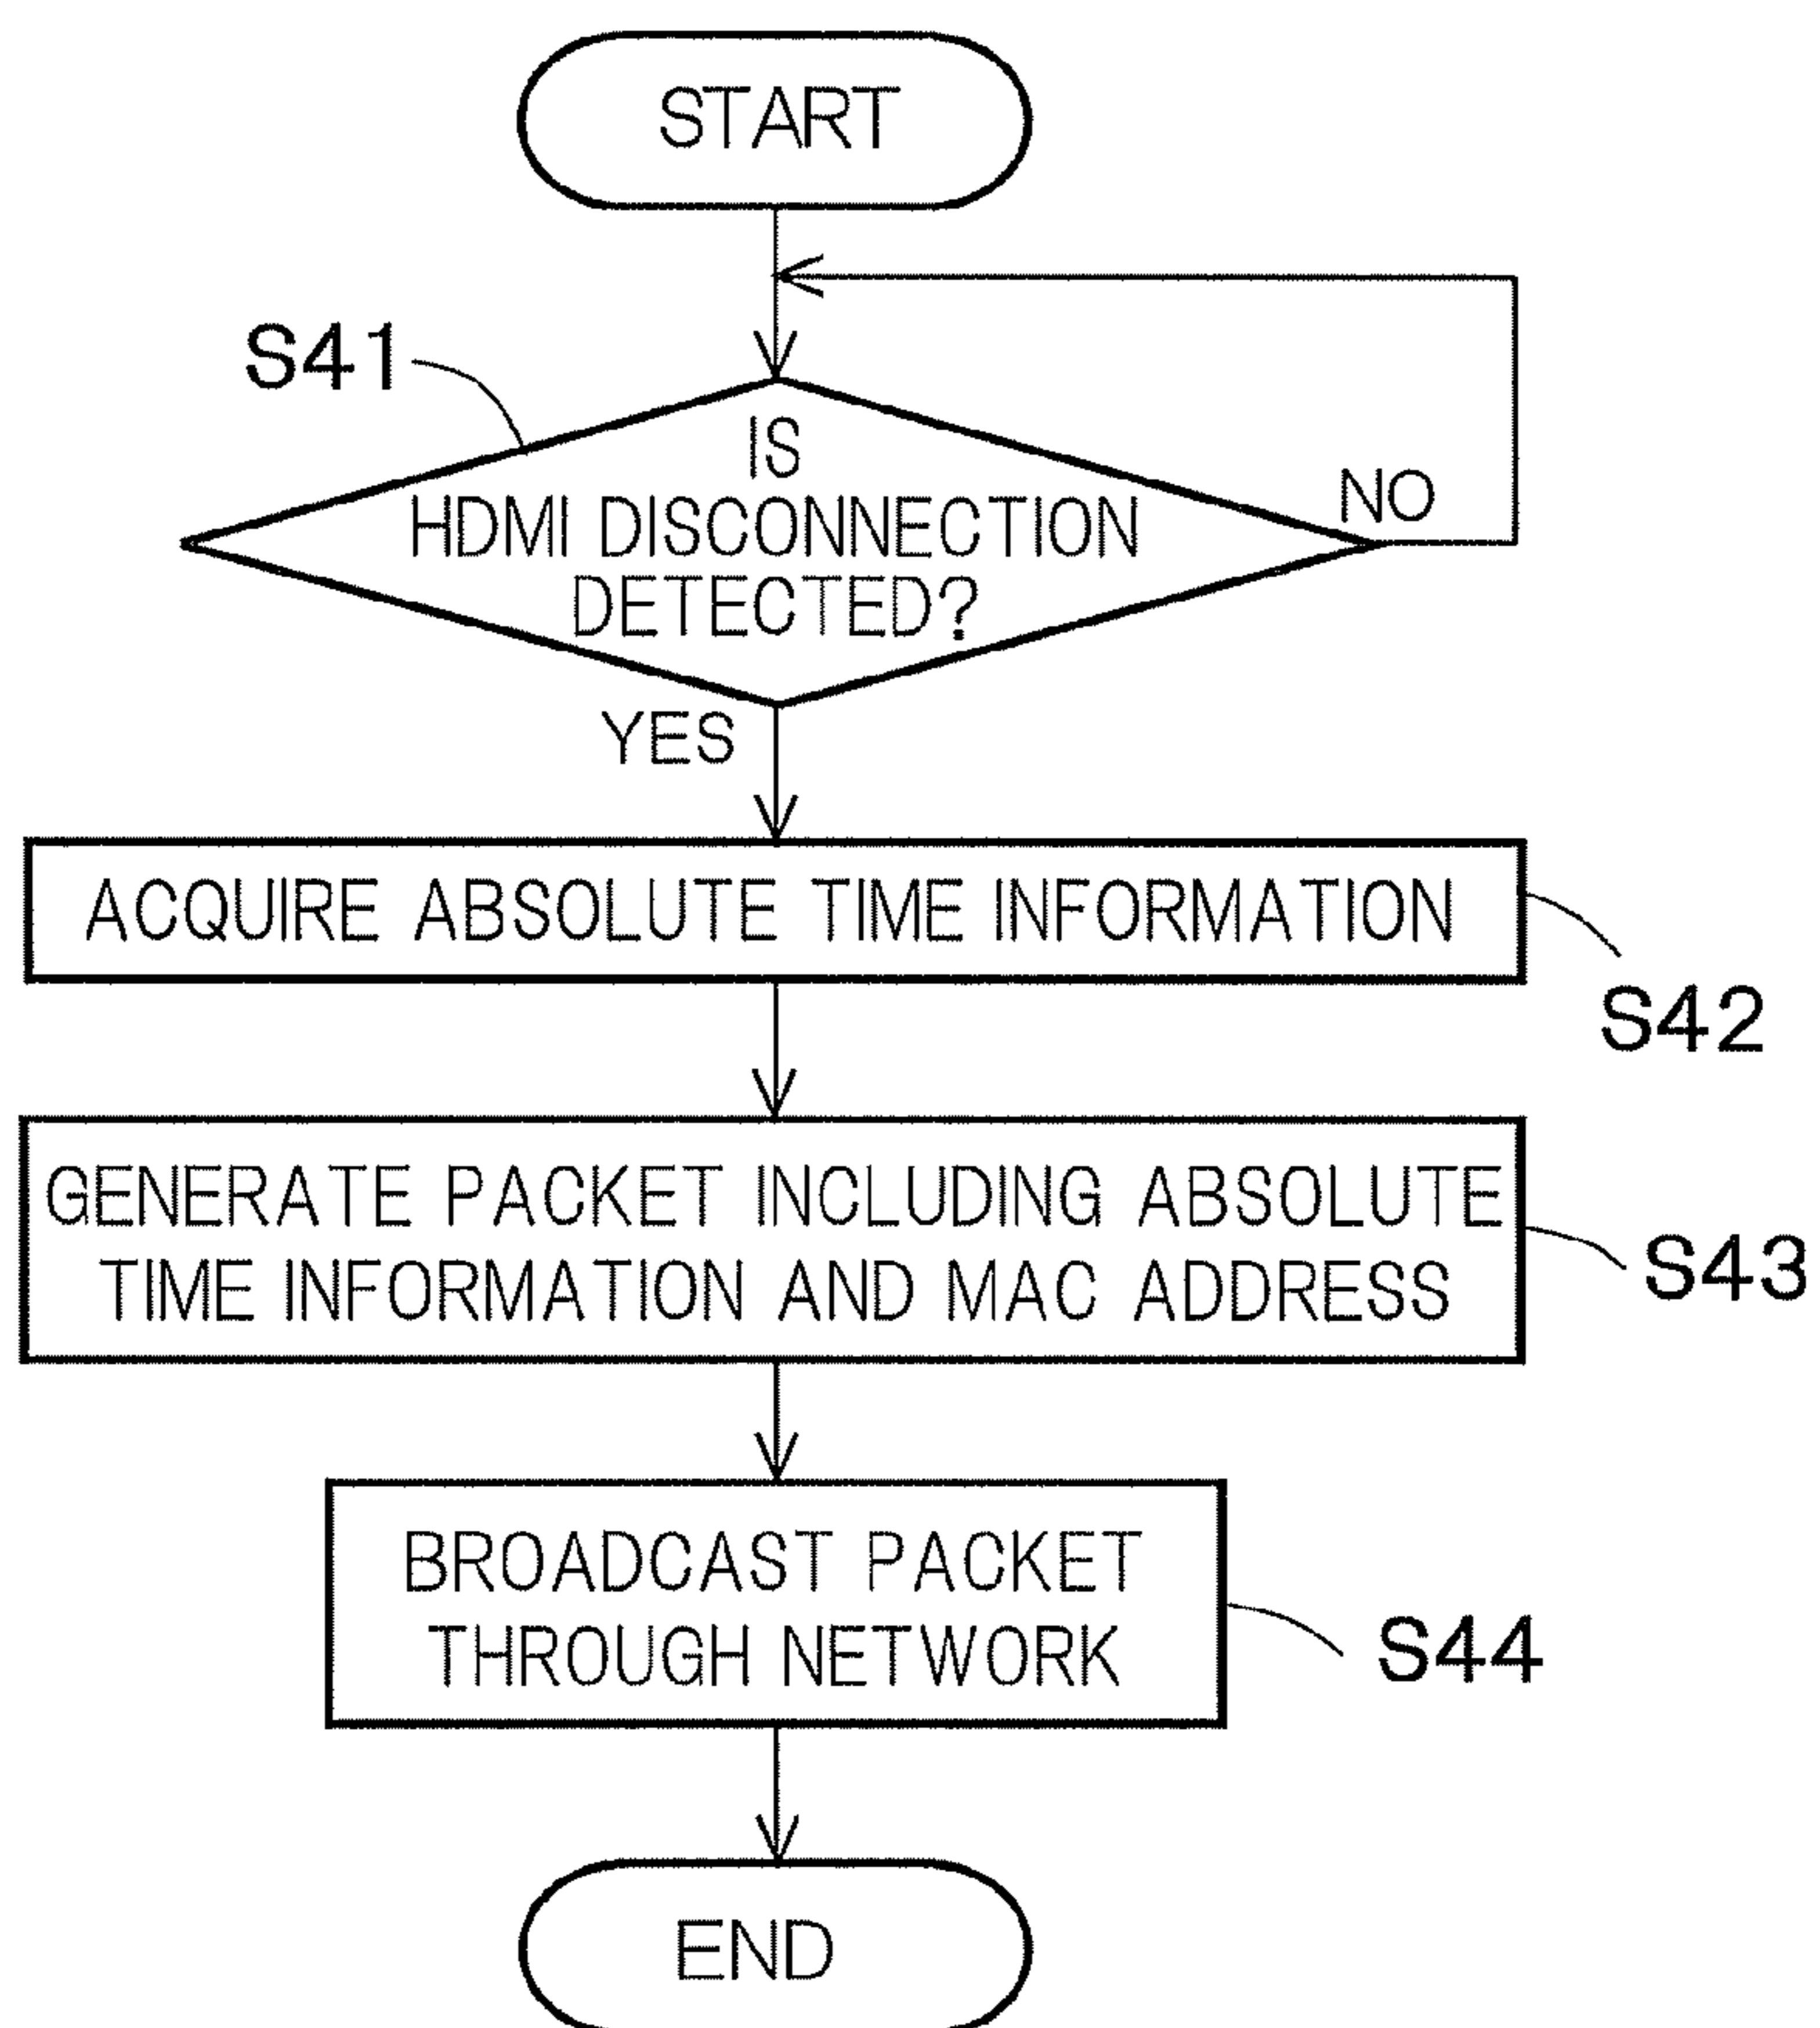 START
S41
IS
HDMI DISCONNECTION
DETECTED?
NO
YES
ACQUIRE ABSOLUTE TIME INFORMATION
S42
GENERATE PACKET INCLUDING ABSOLUTE
TIME INFORMATION AND MAC ADDRESS
S43
BROADCAST PACKET
THROUGH NETWORK
S44
END